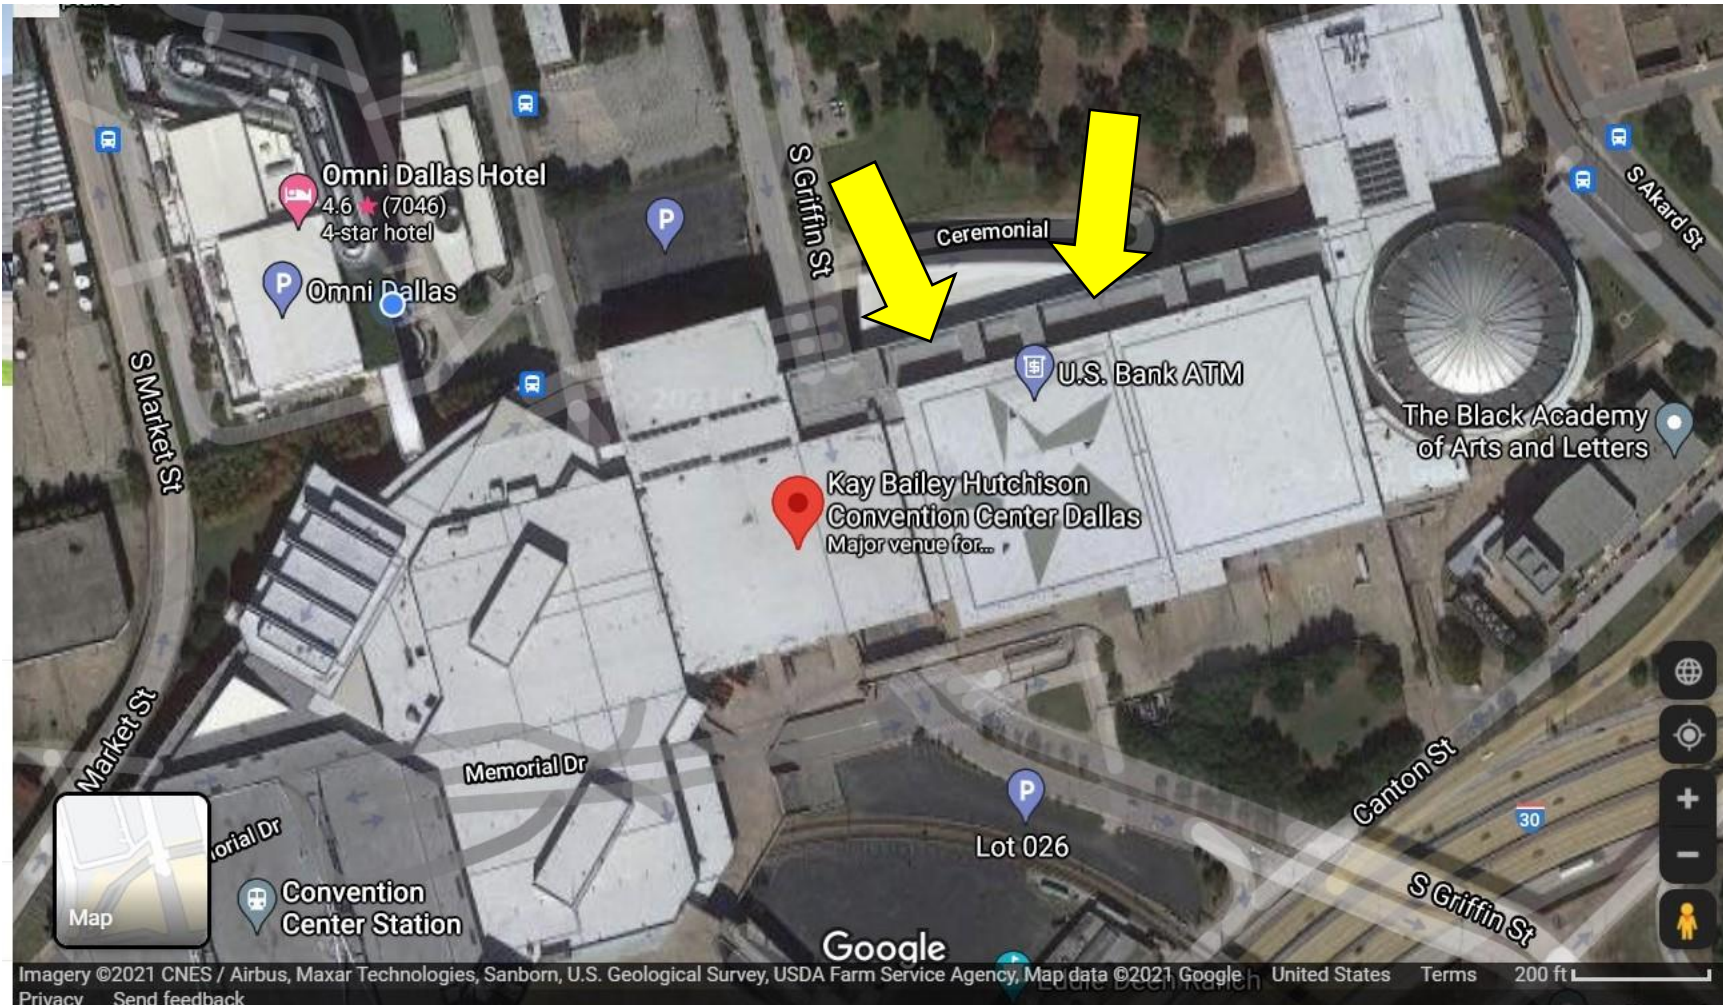 Omni Dallas Hotel
4.6 ★ (7046)
4-star hotel
P
Omni Dallas
P
S Griffin St
Ceremonial
S Akard St
S Market St
P
U.S. Bank ATM
$
The Black Academy
of Arts and Letters
Kay Bailey Hutchison
Convention Center Dallas
Major venue for...
Market St
Memorial Dr
orial Dr
Canton St
30
P
Lot 026
S Griffin St
Map
Convention
Center Station
Google
Eddie Deen Ranch
Imagery ©2021 CNES / Airbus, Maxar Technologies, Sanborn, U.S. Geological Survey, USDA Farm Service Agency, Map data ©2021 Google United States Terms 200 ft
Privacy Send feedback